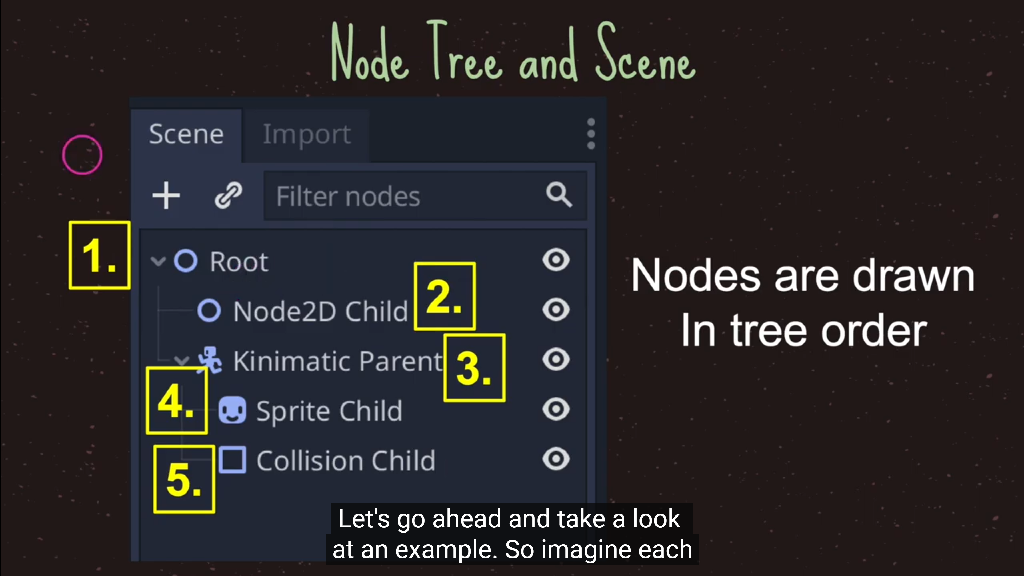 Node Tree and Scene
Scene
Import
Filter nodes
1.
Root
Node2D Child
2.
Kinimatic Parent
3.
4.
Sprite Child
5.
Collision Child
Nodes are drawn
In tree order
Let's go ahead and take a look
at an example. So imagine each